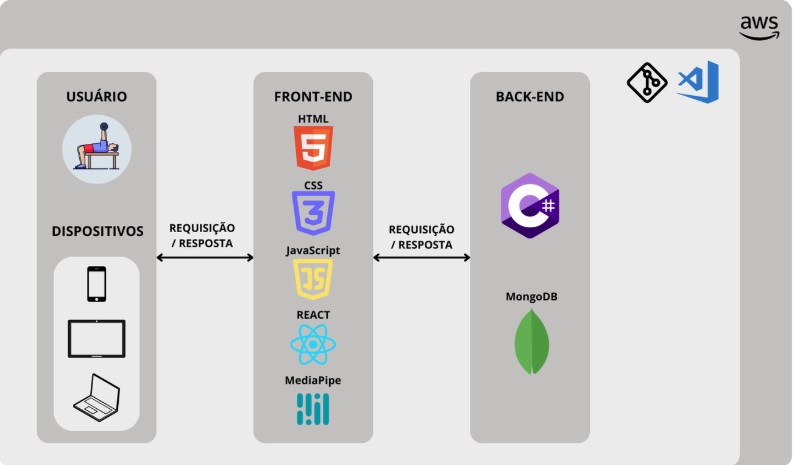 aws
USUÁRIO
DISPOSITIVOS
REQUISIÇÃO
/ RESPOSTA
FRONT-END
HTML
5
CSS
3
JavaScript
JS
REACT
MediaPipe
REQUISIÇÃO
/ RESPOSTA
BACK-END
C#
MongoDB